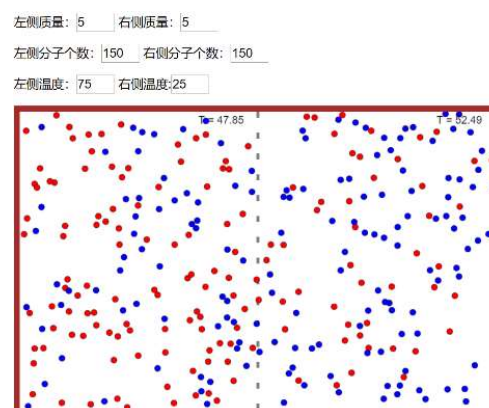 左侧质量：5 右侧质量：5
左侧分子个数：150 右侧分子个数：150
左侧温度：75 右侧温度:25
T = 47.85 T = 52.49